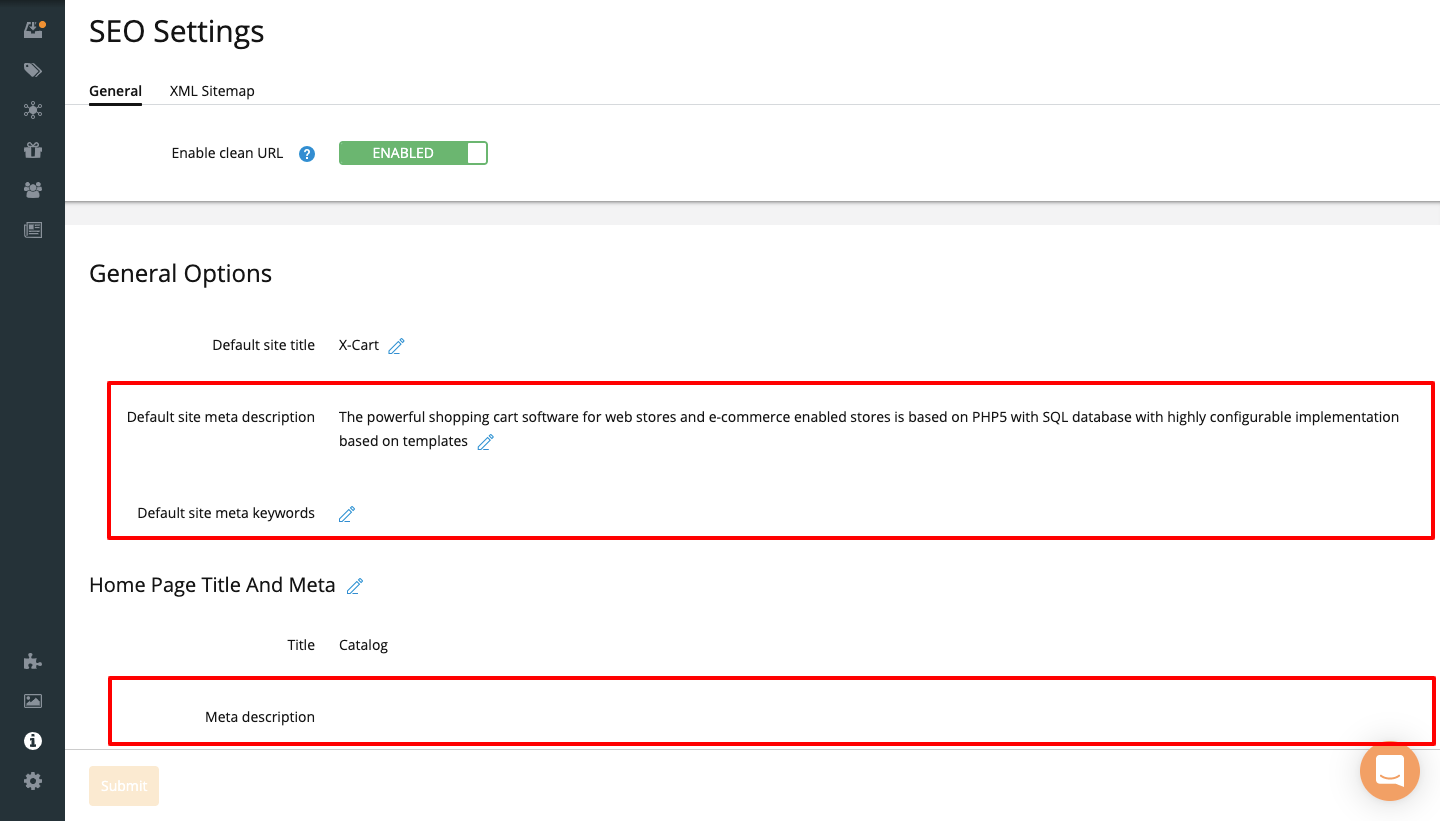 SEO Settings
General
XML Sitemap
Enable clean URL
?
ENABLED
General Options
Default site title
X-Cart
Default site meta description
The powerful shopping cart software for web stores and e-commerce enabled stores is based on PHP5 with SQL database with highly configurable implementation
based on templates
Default site meta keywords
Home Page Title And Meta
Title
Catalog
Meta description
Submit